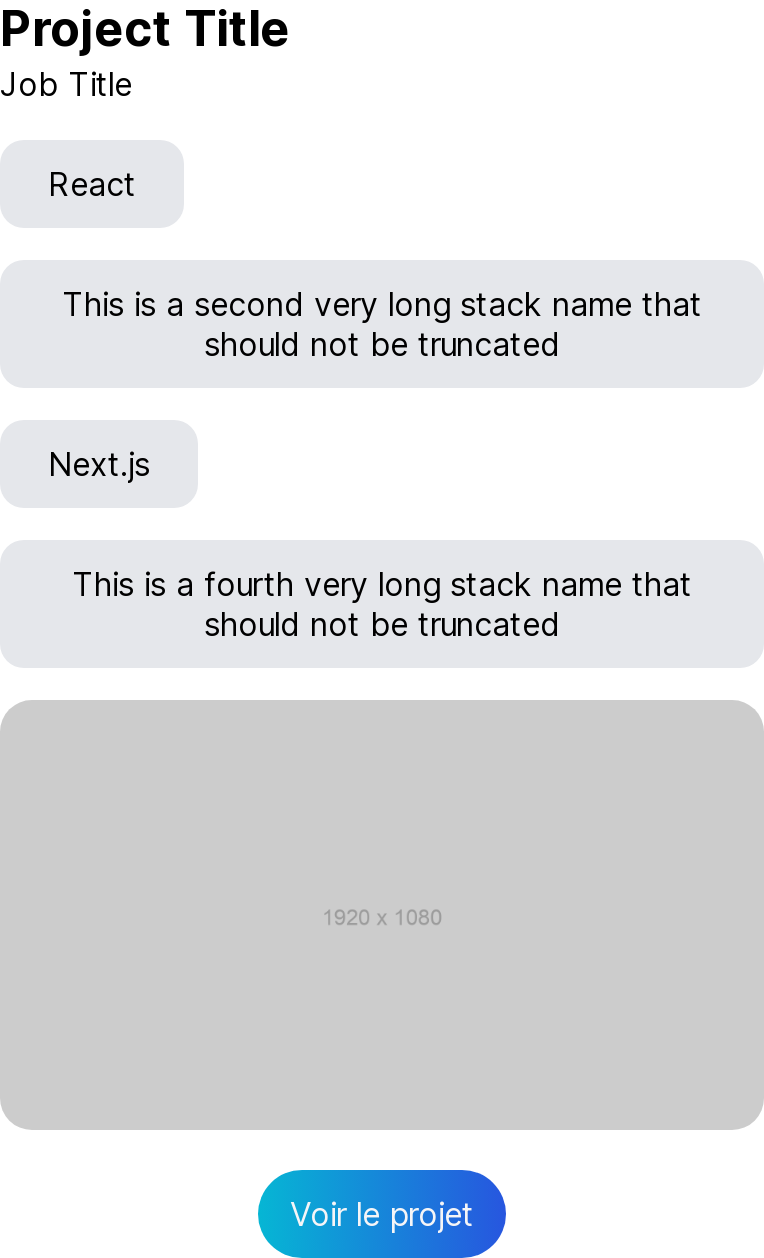 Project Title
Job Title
React
This is a second very long stack name that
should not be truncated
Next.js
This is a fourth very long stack name that
should not be truncated
1920 x 1080
Voir le projet